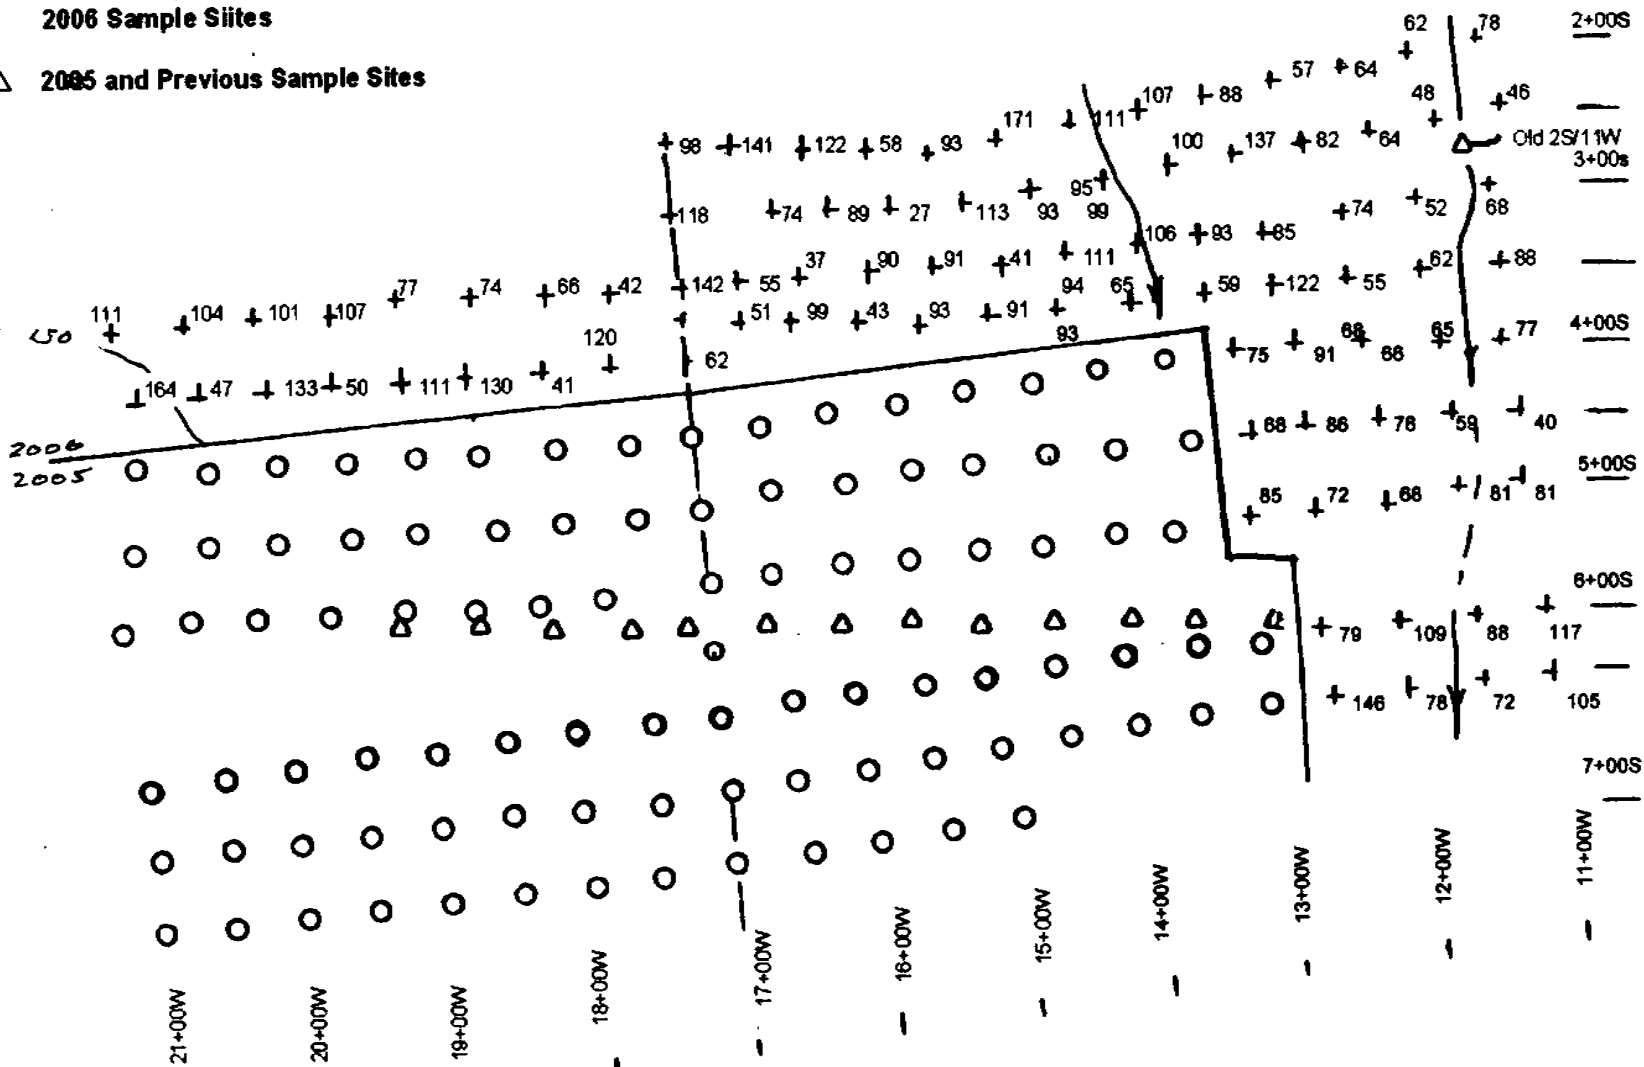 2006 Sample Siites
2005 and Previous Sample Sites
62 78 2+00S
57 64
107 88 48 46
171 111
98 141 122 58 93 100 137 82 64 Old 2S/11W
3+00s
118 74 89 27 113 93 95 99 74 52 68
106 93 85
111 104 101 107 77 74 66 42 142 55 37 90 91 41 111 59 122 55 62 88
51 99 43 93 91 94 65
93
120 62 75 91 68 66 65 77 4+00S
164 47 133 50 111 130 41
88 86 78 59 40
2006
2005
5+00S
85 72 68 81 81
6+00S
79 109 88 117
146 78 72 105
7+00S
21+00W 20+00W 19+00W 18+00W 17+00W 16+00W 15+00W 14+00W 13+00W 12+00W 11+00W